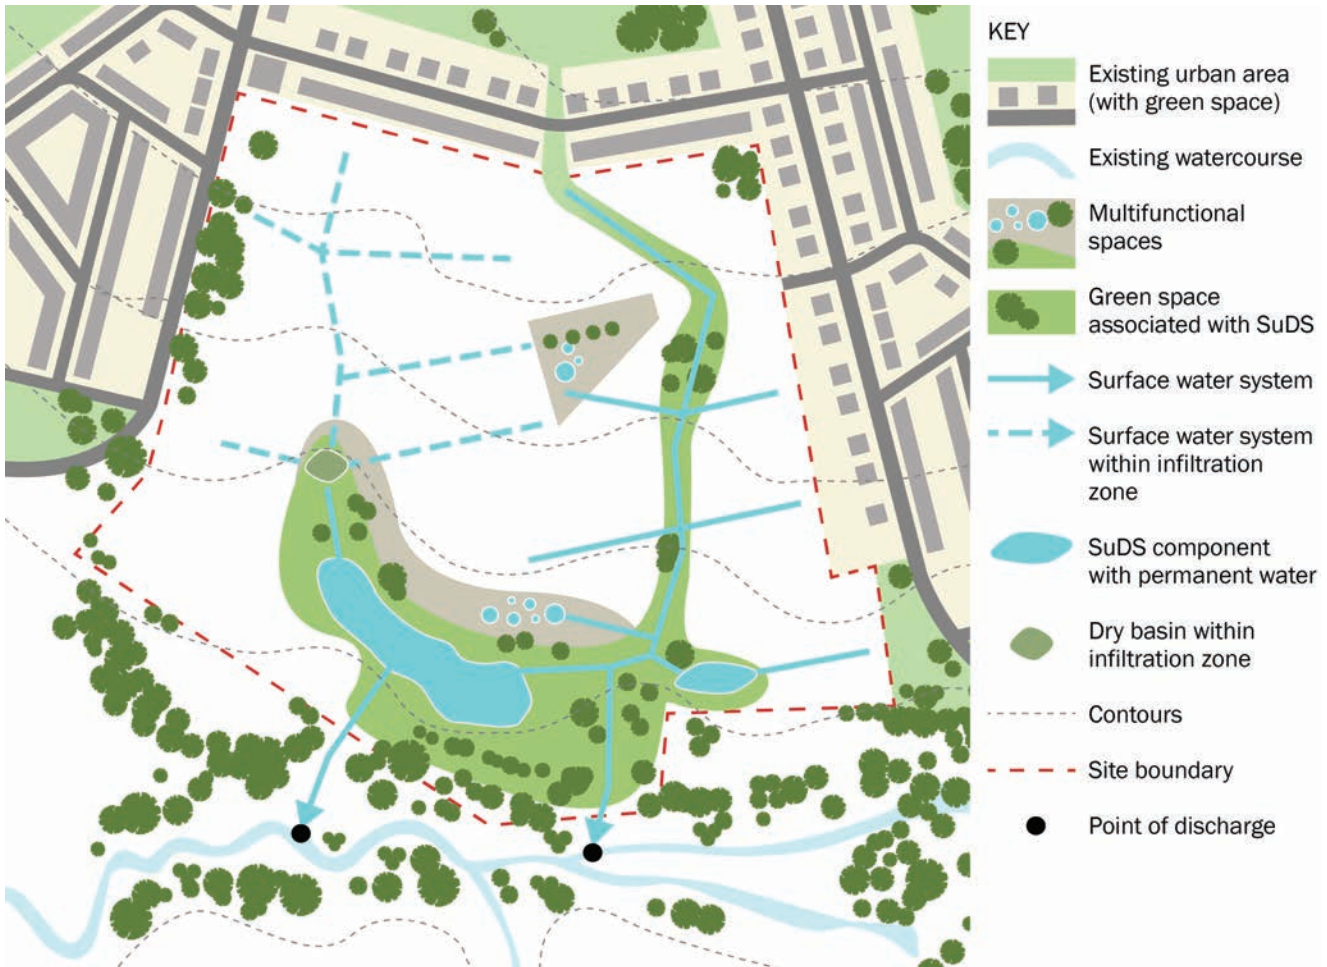 KEY
Existing urban area
(with green space)
Existing watercourse
Multifunctional
spaces
Green space
associated with SuDS
Surface water system
Surface water system
within infiltration
zone
SuDS component
with permanent water
Dry basin within
infiltration zone
Contours
Site boundary
Point of discharge